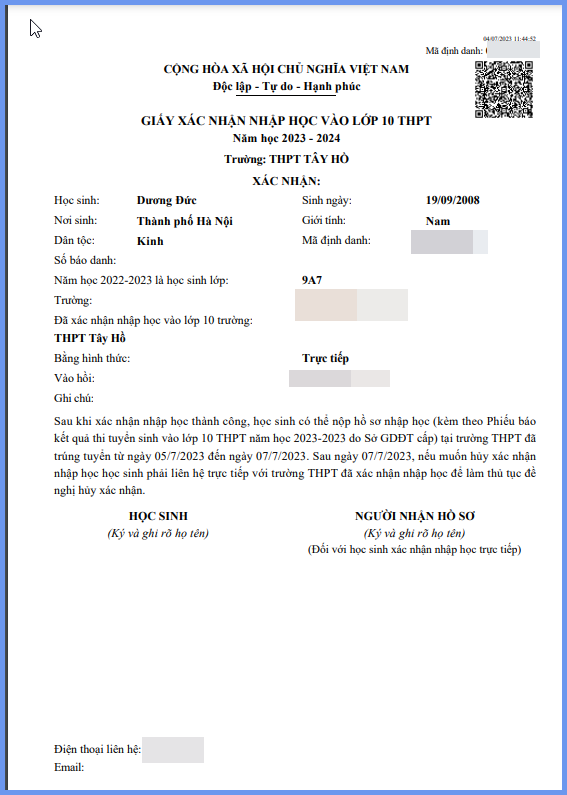 04/07/2023 11:44:52
Mã định danh:
CỘNG HÒA XÃ HỘI CHỦ NGHĨA VIỆT NAM
Độc lập - Tự do - Hạnh phúc
GIẤY XÁC NHẬN NHẬP HỌC VÀO LỚP 10 THPT
Năm học 2023 - 2024
Trường: THPT TÂY HỒ
XÁC NHẬN:
Học sinh: Dương Đức Sinh ngày: 19/09/2008
Nơi sinh: Thành phố Hà Nội Giới tính: Nam
Dân tộc: Kinh Mã định danh:
Số báo danh:
Năm học 2022-2023 là học sinh lớp: 9A7
Trường:
Đã xác nhận nhập học vào lớp 10 trường:
THPT Tây Hồ
Bằng hình thức: Trực tiếp
Vào hồi:
Ghi chú:
Sau khi xác nhận nhập học thành công, học sinh có thể nộp hồ sơ nhập học (kèm theo Phiếu báo
kết quả thi tuyển sinh vào lớp 10 THPT năm học 2023-2023 do Sở GDĐT cấp) tại trường THPT đã
trúng tuyển từ ngày 05/7/2023 đến ngày 07/7/2023. Sau ngày 07/7/2023, nếu muốn hủy xác nhận
nhập học học sinh phải liên hệ trực tiếp với trường THPT đã xác nhận nhập học để làm thủ tục đề
nghị hủy xác nhận.
HỌC SINH NGƯỜI NHẬN HỒ SƠ
(Ký và ghi rõ họ tên) (Ký và ghi rõ họ tên)
(Đối với học sinh xác nhận nhập học trực tiếp)
Điện thoại liên hệ:
Email: